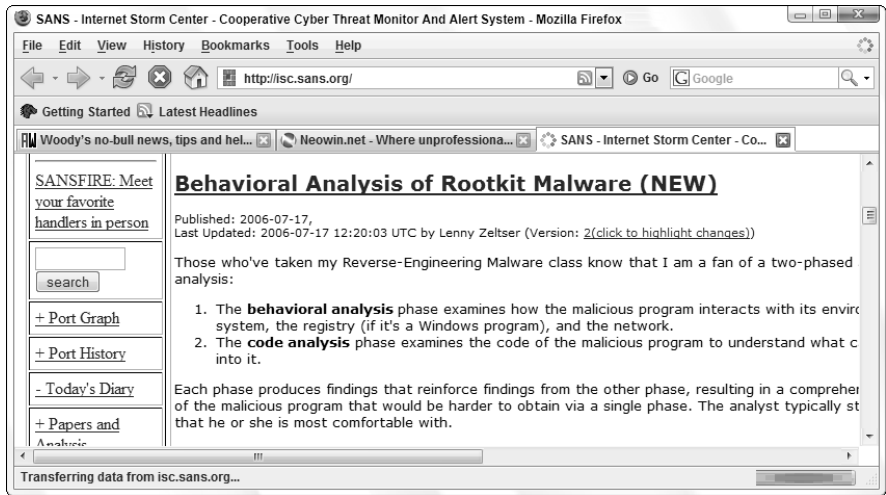 SANS - Internet Storm Center - Cooperative Cyber Threat Monitor And Alert System - Mozilla Firefox
File Edit View History Bookmarks Tools Help
http://isc.sans.org/ Go G Google
Getting Started Latest Headlines
Woody's no-bull news, tips and hel... Neowin.net - Where unprofessiona... SANS - Internet Storm Center - Co...
SANSFIRE: Meet
your favorite
handlers in person
search
+ Port Graph
+ Port History
- Today's Diary
+ Papers and
Analysis
Behavioral Analysis of Rootkit Malware (NEW)
Published: 2006-07-17,
Last Updated: 2006-07-17 12:20:03 UTC by Lenny Zeltser (Version: 2(click to highlight changes))
Those who've taken my Reverse-Engineering Malware class know that I am a fan of a two-phased
analysis:
1. The behavioral analysis phase examines how the malicious program interacts with its enviro
system, the registry (if it's a Windows program), and the network.
2. The code analysis phase examines the code of the malicious program to understand what c
into it.
Each phase produces findings that reinforce findings from the other phase, resulting in a compreher
of the malicious program that would be harder to obtain via a single phase. The analyst typically st
that he or she is most comfortable with.
Transferring data from isc.sans.org...